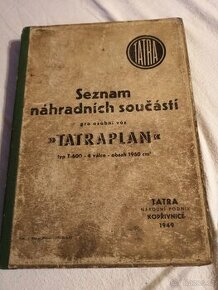 TATRA
Seznam
náhradních součástí
pro osobní vůz
TATRAPLAN
typ T-600 - 4 válce - obsah 1950 cm³
TATRA
NÁRODNÍ PODNIK
KOPŘIVNICE
1949